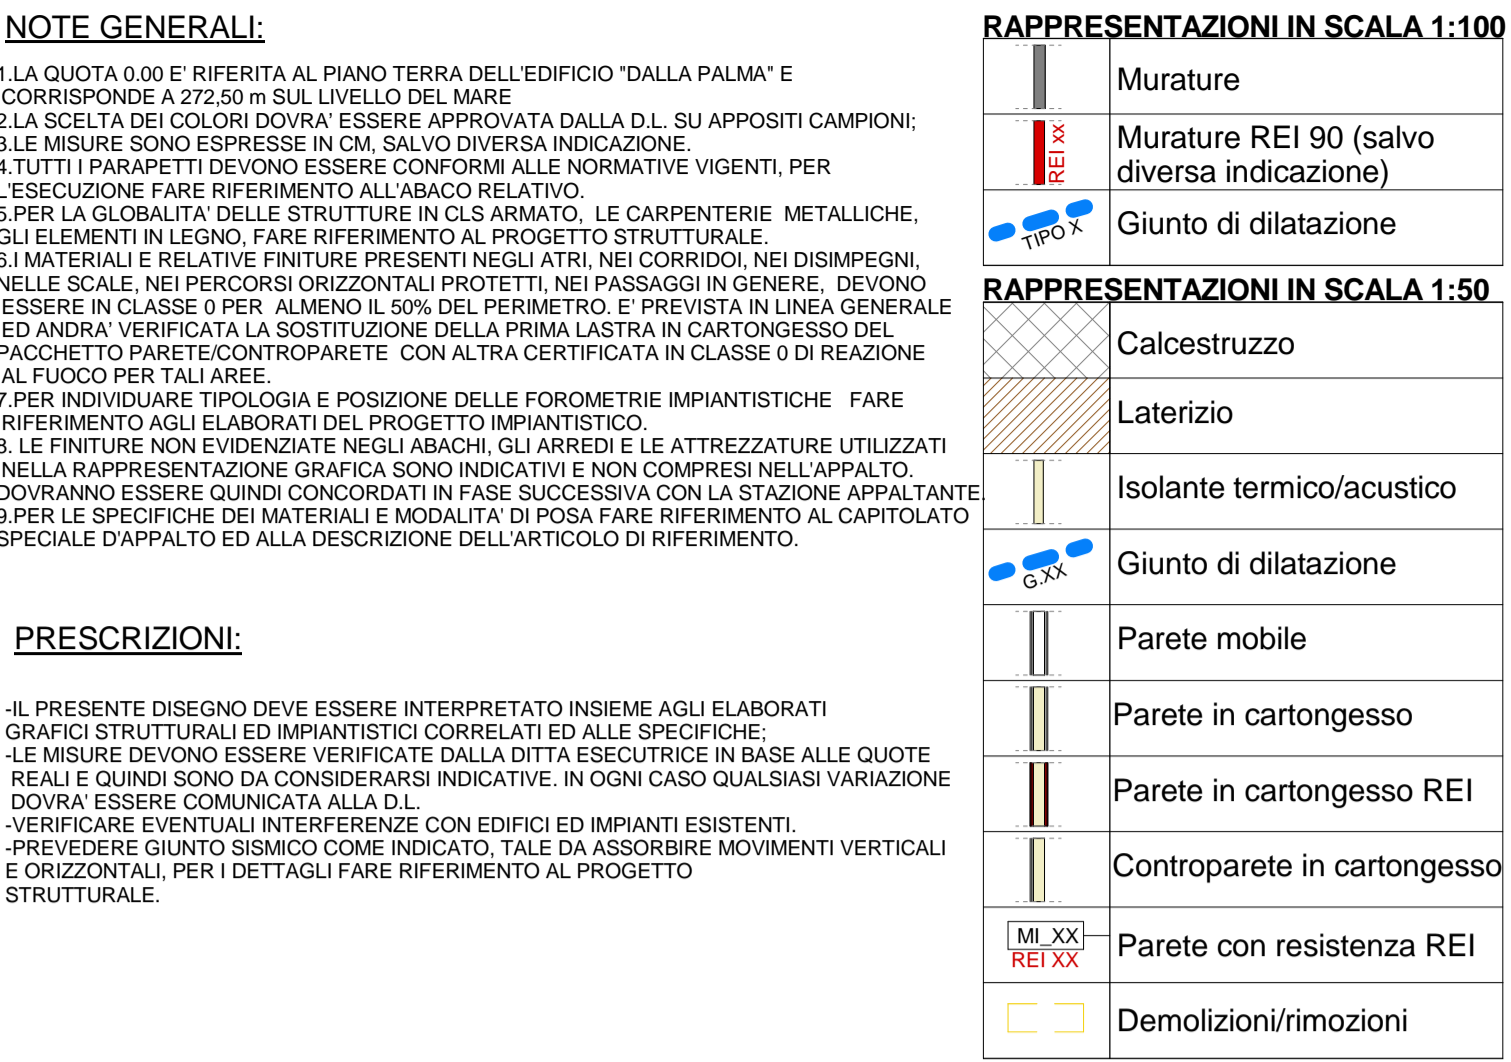 NOTE GENERALI:
1.LA QUOTA 0.00 E' RIFERITA AL PIANO TERRA DELL'EDIFICIO "DALLA PALMA" E
CORRISPONDE A 272,50 m SUL LIVELLO DEL MARE
2.LA SCELTA DEI COLORI DOVRA’ ESSERE APPROVATA DALLA D.L. SU APPOSITI CAMPIONI;
3.LE MISURE SONO ESPRESSE IN CM, SALVO DIVERSA INDICAZIONE.
4.TUTTI I PARAPETTI DEVONO ESSERE CONFORMI ALLE NORMATIVE VIGENTI, PER
L'ESECUZIONE FARE RIFERIMENTO ALL'ABACO RELATIVO.
5.PER LA GLOBALITA' DELLE STRUTTURE IN CLS ARMATO, LE CARPENTERIE METALLICHE,
GLI ELEMENTI IN LEGNO, FARE RIFERIMENTO AL PROGETTO STRUTTURALE.
6.I MATERIALI E RELATIVE FINITURE PRESENTI NEGLI ATRI, NEI CORRIDOI, NEI DISIMPEGNI,
NELLE SCALE, NEI PERCORSI ORIZZONTALI PROTETTI, NEI PASSAGGI IN GENERE, DEVONO
ESSERE IN CLASSE 0 PER ALMENO IL 50% DEL PERIMETRO. E' PREVISTA IN LINEA GENERALE
ED ANDRA’ VERIFICATA LA SOSTITUZIONE DELLA PRIMA LASTRA IN CARTONGESSO DEL
PACCHETTO PARETE/CONTROPARETE CON ALTRA CERTIFICATA IN CLASSE 0 DI REAZIONE
AL FUOCO PER TALI AREE.
7.PER INDIVIDUARE TIPOLOGIA E POSIZIONE DELLE FOROMETRIE IMPIANTISTICHE FARE
RIFERIMENTO AGLI ELABORATI DEL PROGETTO IMPIANTISTICO.
8. LE FINITURE NON EVIDENZIATE NEGLI ABACHI, GLI ARREDI E LE ATTREZZATURE UTILIZZATI
NELLA RAPPRESENTAZIONE GRAFICA SONO INDICATIVI E NON COMPRESI NELL'APPALTO.
DOVRANNO ESSERE QUINDI CONCORDATI IN FASE SUCCESSIVA CON LA STAZIONE APPALTANTE.
9.PER LE SPECIFICHE DEI MATERIALI E MODALITA' DI POSA FARE RIFERIMENTO AL CAPITOLATO
SPECIALE D'APPALTO ED ALLA DESCRIZIONE DELL'ARTICOLO DI RIFERIMENTO.
PRESCRIZIONI:
-IL PRESENTE DISEGNO DEVE ESSERE INTERPRETATO INSIEME AGLI ELABORATI
GRAFICI STRUTTURALI ED IMPIANTISTICI CORRELATI ED ALLE SPECIFICHE;
-LE MISURE DEVONO ESSERE VERIFICATE DALLA DITTA ESECUTRICE IN BASE ALLE QUOTE
REALI E QUINDI SONO DA CONSIDERARSI INDICATIVE. IN OGNI CASO QUALSIASI VARIAZIONE
DOVRA' ESSERE COMUNICATA ALLA D.L.
-VERIFICARE EVENTUALI INTERFERENZE CON EDIFICI ED IMPIANTI ESISTENTI.
-PREVEDERE GIUNTO SISMICO COME INDICATO, TALE DA ASSORBIRE MOVIMENTI VERTICALI
E ORIZZONTALI, PER I DETTAGLI FARE RIFERIMENTO AL PROGETTO
STRUTTURALE.
RAPPRESENTAZIONI IN SCALA 1:100
Murature
REI xx
Murature REI 90 (salvo
diversa indicazione)
TIPO X
Giunto di dilatazione
RAPPRESENTAZIONI IN SCALA 1:50
Calcestruzzo
Laterizio
Isolante termico/acustico
G.XX
Giunto di dilatazione
Parete mobile
Parete in cartongesso
Parete in cartongesso REI
Controparete in cartongesso
MI_XX
REI XX
Parete con resistenza REI
Demolizioni/rimozioni